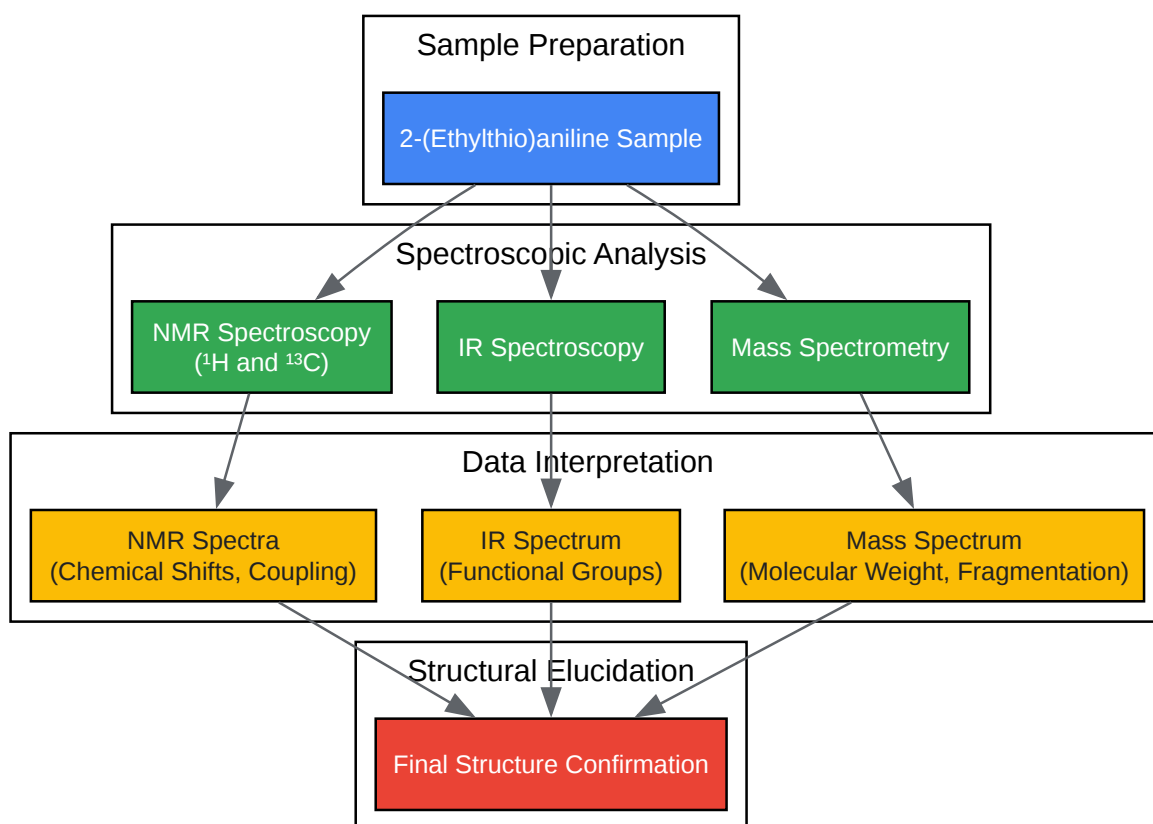 Sample Preparation
2-(Ethylthio)aniline Sample
Spectroscopic Analysis
NMR Spectroscopy
(¹H and ¹³C)
IR Spectroscopy
Mass Spectrometry
Data Interpretation
NMR Spectra
(Chemical Shifts, Coupling)
IR Spectrum
(Functional Groups)
Mass Spectrum
(Molecular Weight, Fragmentation)
Structural Elucidation
Final Structure Confirmation